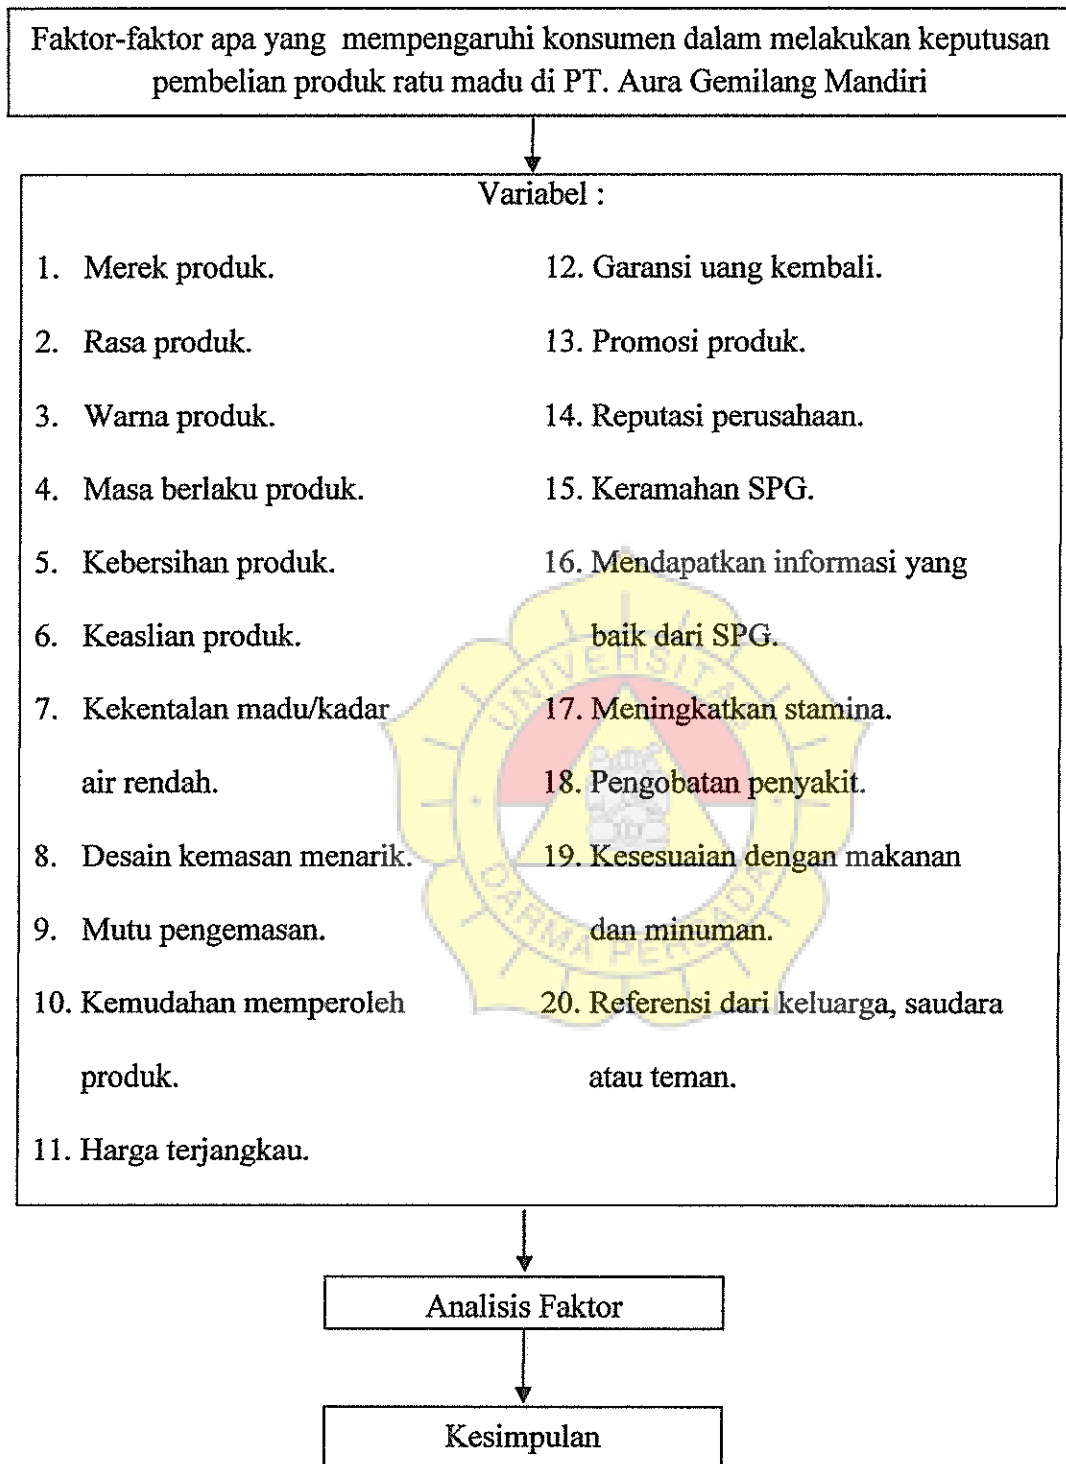 Faktor-faktor apa yang mempengaruhi konsumen dalam melakukan keputusan
pembelian produk ratu madu di PT. Aura Gemilang Mandiri
Variabel :
1. Merek produk.
2. Rasa produk.
3. Warna produk.
4. Masa berlaku produk.
5. Kebersihan produk.
6. Keaslian produk.
7. Kekentalan madu/kadar
air rendah.
8. Desain kemasan menarik.
9. Mutu pengemasan.
10. Kemudahan memperoleh
produk.
11. Harga terjangkau.
12. Garansi uang kembali.
13. Promosi produk.
14. Reputasi perusahaan.
15. Keramahan SPG.
16. Mendapatkan informasi yang
baik dari SPG.
17. Meningkatkan stamina.
18. Pengobatan penyakit.
19. Kesesuaian dengan makanan
dan minuman.
20. Referensi dari keluarga, saudara
atau teman.
UNIVERSITAS
DARMA PERSADA
Analisis Faktor
Kesimpulan